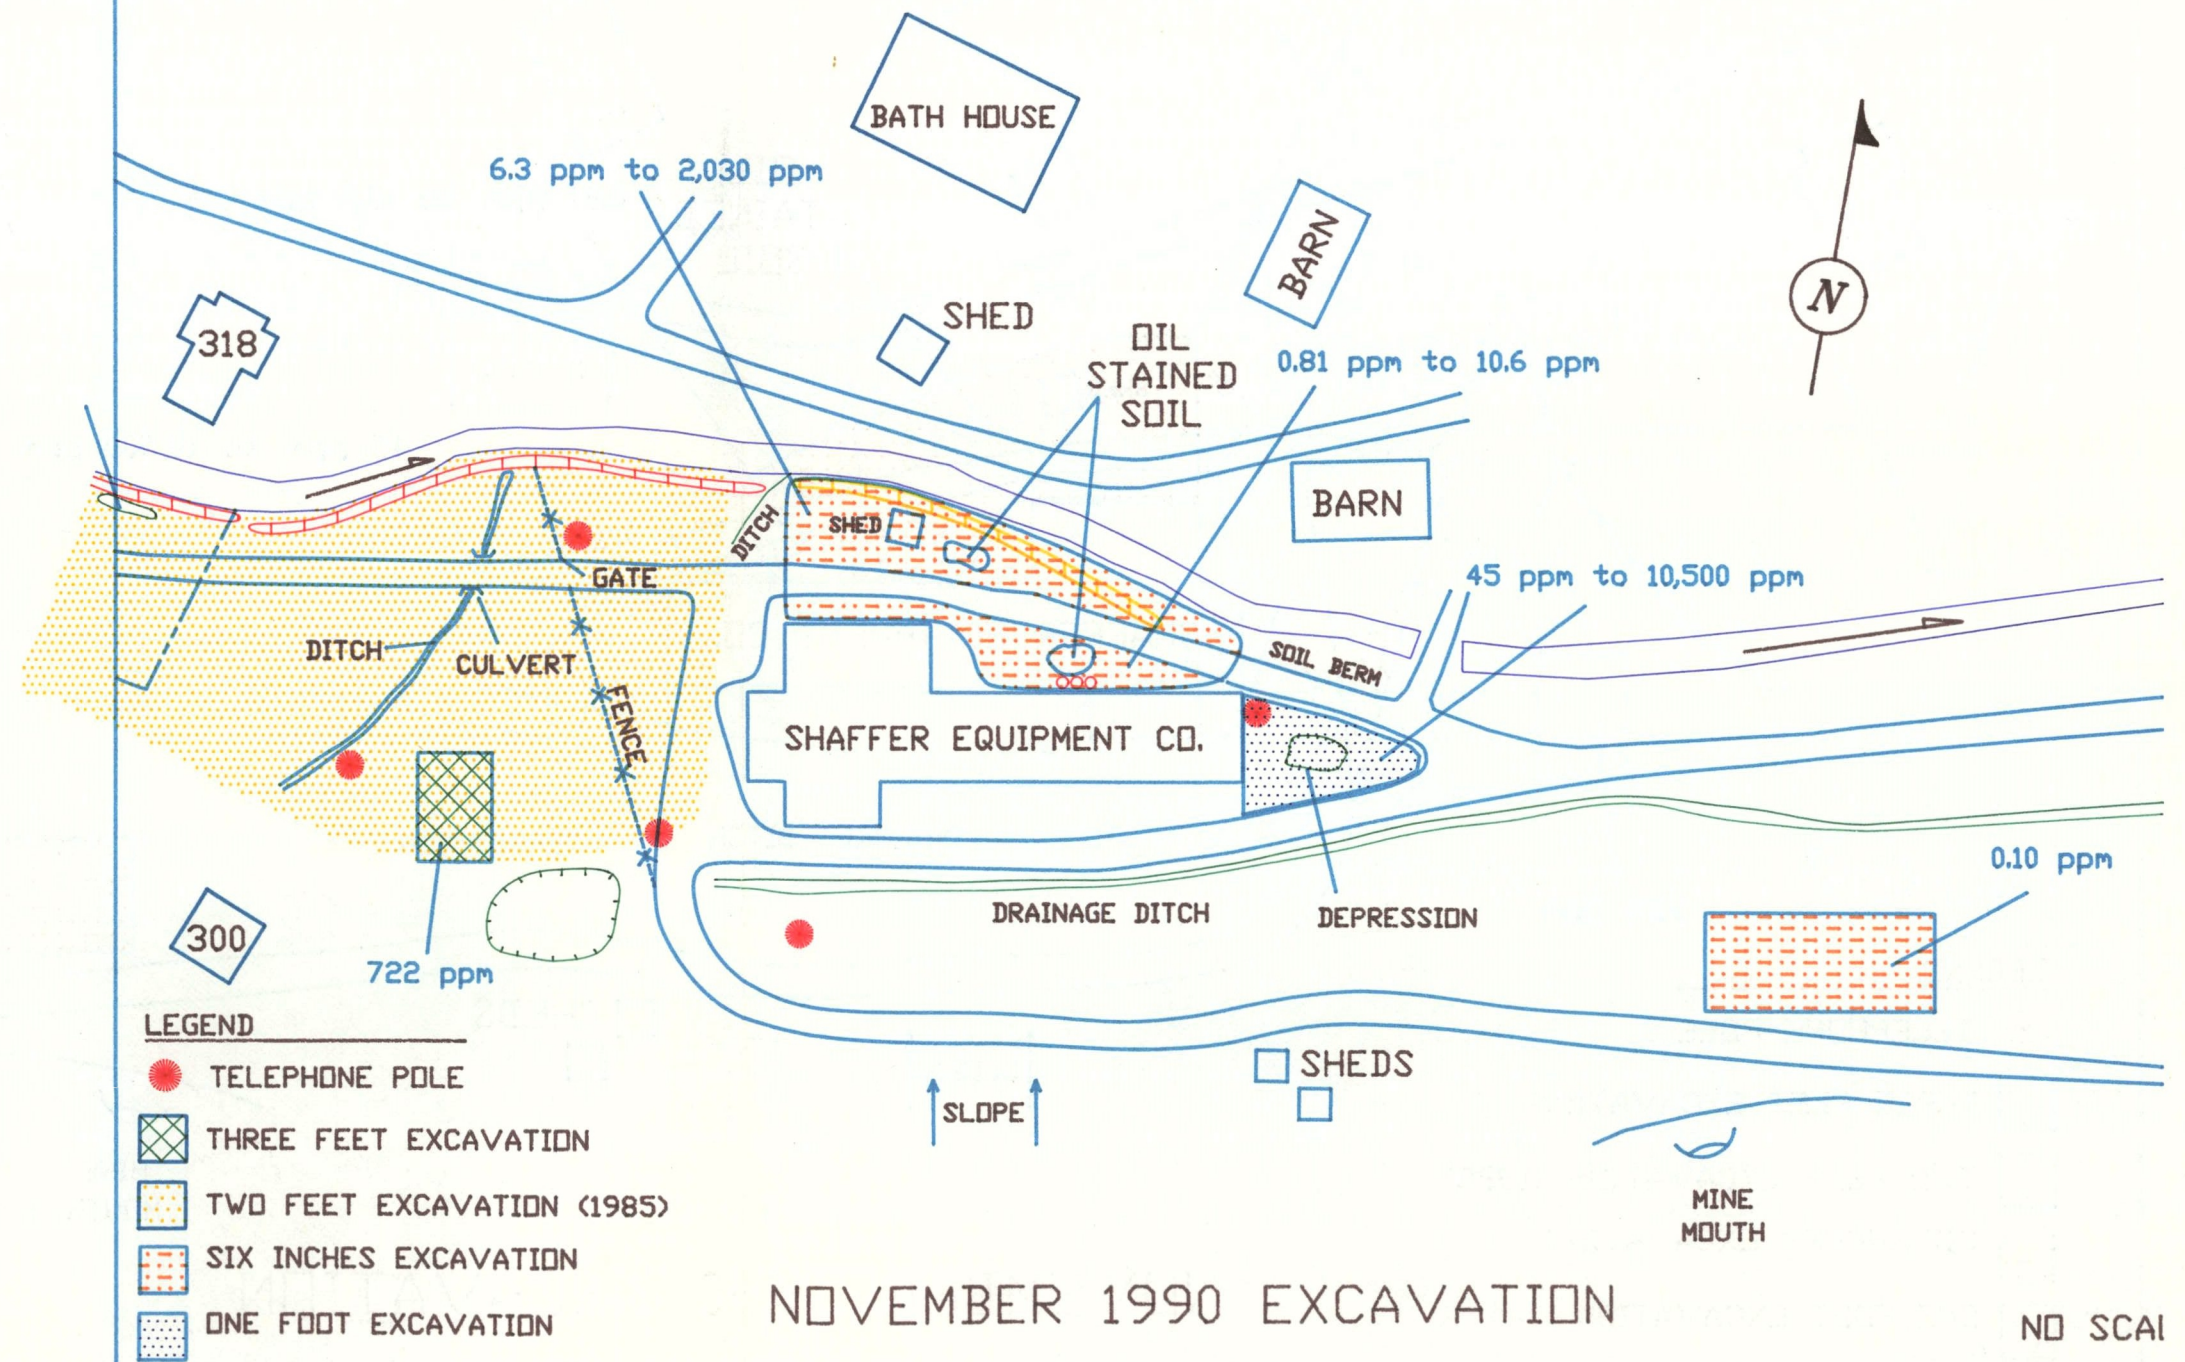 BATH HOUSE
6.3 ppm to 2,030 ppm
BARN
SHED
318
OIL
STAINED
SOIL
0.81 ppm to 10.6 ppm
N
BARN
SHED
DITCH
GATE
45 ppm to 10,500 ppm
DITCH
CULVERT
SOIL BERM
FENCE
SHAFFER EQUIPMENT CO.
0.10 ppm
DRAINAGE DITCH
DEPRESSION
300
722 ppm
LEGEND
TELEPHONE POLE
THREE FEET EXCAVATION
TWO FEET EXCAVATION (1985)
SIX INCHES EXCAVATION
ONE FOOT EXCAVATION
SHEDS
SLOPE
MINE
MOUTH
NOVEMBER 1990 EXCAVATION
NO SCAL